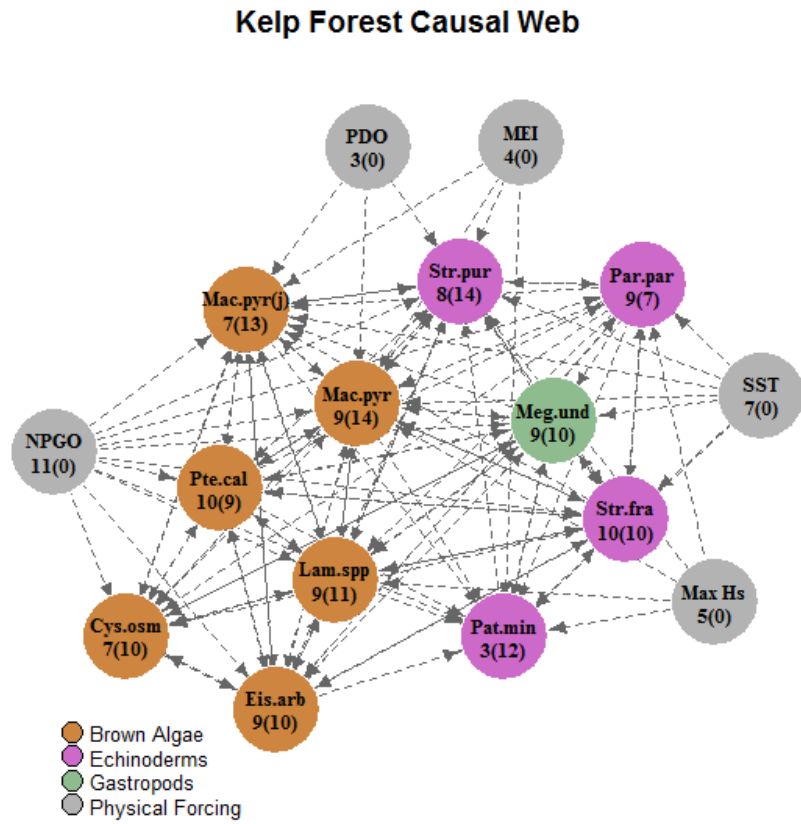 Kelp Forest Causal Web
PDO
3(0)
MEI
4(0)
Mac.pyr(j)
7(13)
Str.pur
8(14)
Par.par
9(7)
Mac.pyr
9(14)
Meg.und
9(10)
SST
7(0)
NPGO
11(0)
Pte.cal
10(9)
Str.fra
10(10)
Lam.spp
9(11)
Max Hs
5(0)
Cys.osm
7(10)
Pat.min
3(12)
Eis.arb
9(10)
Brown Algae
Echinoderms
Gastropods
Physical Forcing